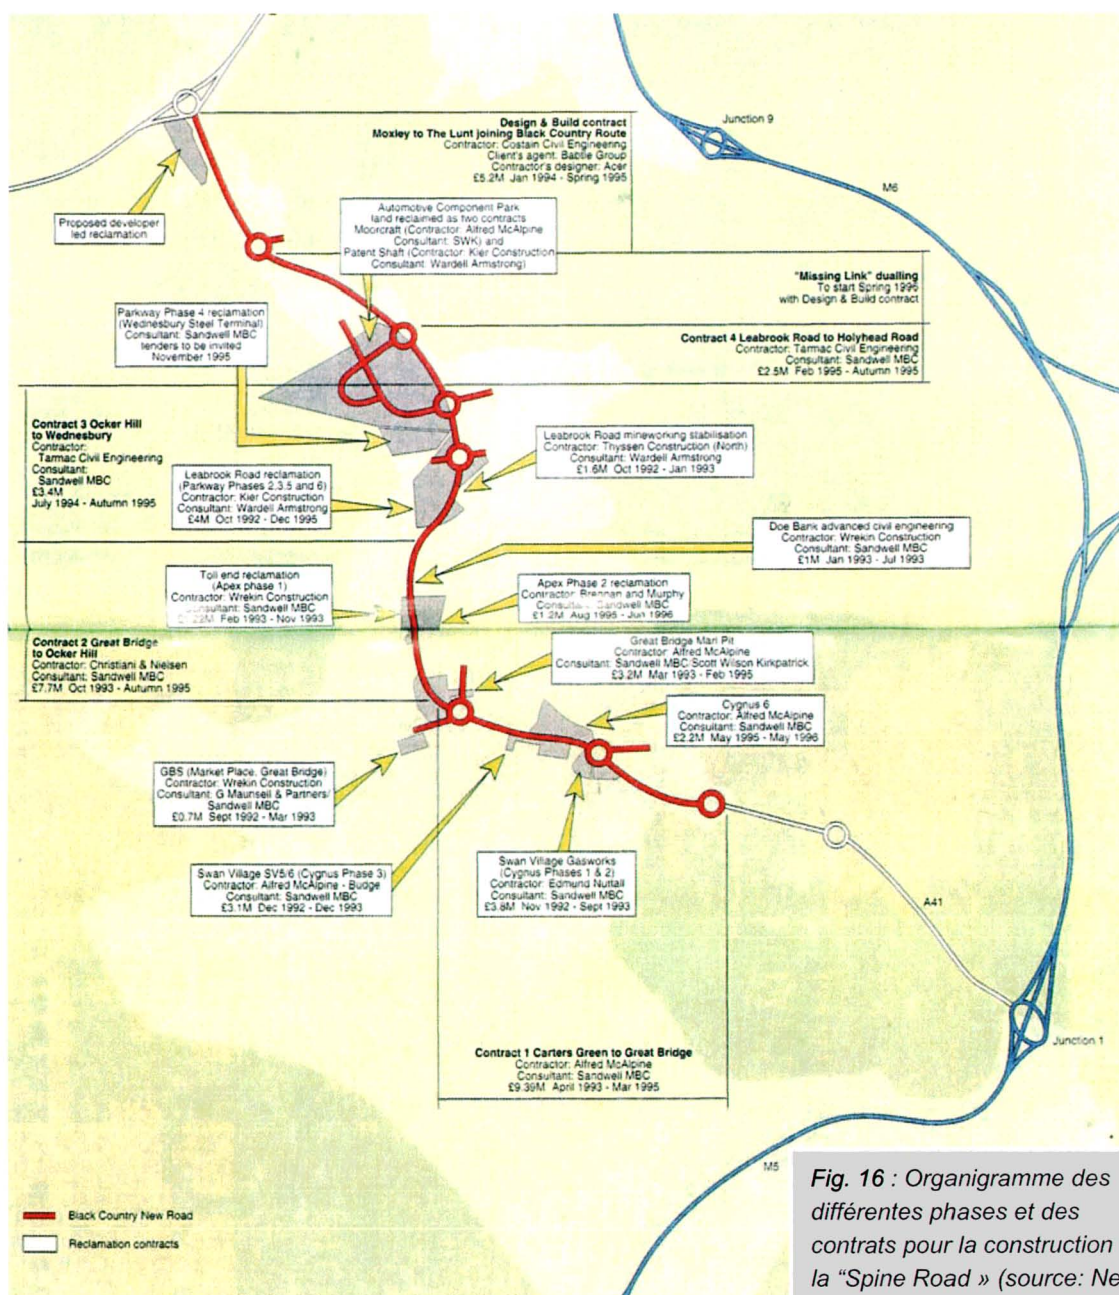 Junction 9
Design & Build contract
Moxley to The Lunt joining Black Country Route
Contractor: Costain Civil Engineering
Client's agent: Babtie Group
Contractor's designer: Acer
£5.2M Jan 1994 - Spring 1995
M6
Proposed developer
led reclamation
Automotive Component Park
land reclaimed as two contracts
Moorcraft (Contractor: Alfred McAlpine
Consultant: SWK) and
Patent Shaft (Contractor: Kier Construction
Consultant: Wardell Armstrong)
"Missing Link" dualling
To start Spring 1996
with Design & Build contract
Parkway Phase 4 reclamation
(Wednesbury Steel Terminal)
Consultant: Sandwell MBC
tenders to be invited
November 1995
Contract 4 Leabrook Road to Holyhead Road
Contractor: Tarmac Civil Engineering
Consultant: Sandwell MBC
£2.5M Feb 1995 - Autumn 1995
Contract 3 Ocker Hill
to Wednesbury
Contractor:
Tarmac Civil Engineering
Consultant:
Sandwell MBC
£3.4M
July 1994 - Autumn 1995
Leabrook Road mineworking stabilisation
Contractor: Thyssen Construction (North)
Consultant: Wardell Armstrong
£1.6M Oct 1992 - Jan 1993
Leabrook Road reclamation
(Parkway Phases 2,3,5 and 6)
Contractor: Kier Construction
Consultant: Wardell Armstrong
£4M Oct 1992 - Dec 1995
Doe Bank advanced civil engineering
Contractor: Wrekin Construction
Consultant: Sandwell MBC
£1M Jan 1993 - Jul 1993
Toll end reclamation
(Apex phase 1)
Contractor: Wrekin Construction
Consultant: Sandwell MBC
Feb 1993 - Nov 1993
Apex Phase 2 reclamation
Contractor: Brennan and Murphy
Sandwell MBC
£1.2M Aug 1995 - Jun 1996
Contract 2 Great Bridge
to Ocker Hill
Contractor: Christiani & Nielsen
Consultant: Sandwell MBC
£7.7M Oct 1993 - Autumn 1995
Great Bridge Marl Pit
Contractor: Alfred McAlpine
Consultant: Sandwell MBC/Scott Wilson Kirkpatrick
£3.2M Mar 1993 - Feb 1995
Cygnus 6
Contractor: Alfred McAlpine
Consultant: Sandwell MBC
£2.2M May 1995 - May 1996
GBS (Market Place, Great Bridge)
Contractor: Wrekin Construction
Consultant: G Maunsell & Partners/
Sandwell MBC
£0.7M Sept 1992 - Mar 1993
Swan Village SV5/6 (Cygnus Phase 3)
Contractor: Alfred McAlpine - Budge
Consultant: Sandwell MBC
£3.1M Dec 1992 - Dec 1993
Swan Village Gasworks
(Cygnus Phases 1 & 2)
Contractor: Edmund Nuttall
Consultant: Sandwell MBC
£3.8M Nov 1992 - Sept 1993
A41
Junction 1
Contract 1 Carters Green to Great Bridge
Contractor: Alfred McAlpine
Consultant: Sandwell MBC
£9.39M April 1993 - Mar 1995
M5
Black Country New Road
Reclamation contracts
Fig. 16 : Organigramme des
différentes phases et des
contrats pour la construction
la "Spine Road » (source: Ne